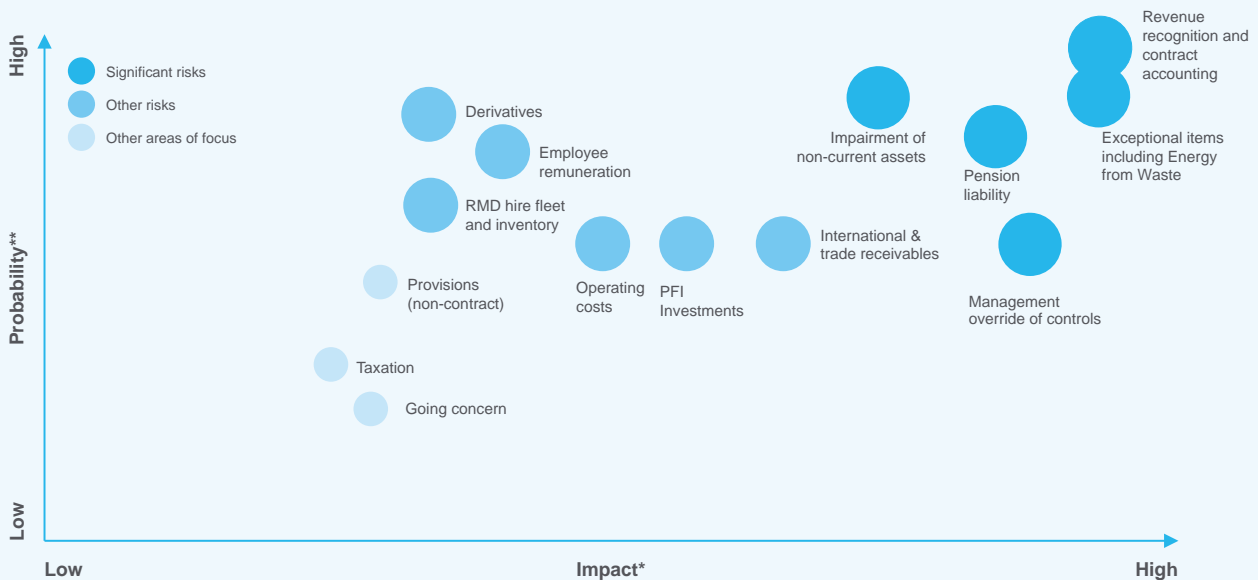 High
Probability**
Low
Significant risks
Other risks
Other areas of focus
Derivatives
Employee
remuneration
RMD hire fleet
and inventory
Provisions
(non-contract)
Taxation
Going concern
Operating
costs
PFI
Investments
International &
trade receivables
Impairment of
non-current assets
Pension
liability
Revenue
recognition and
contract
accounting
Exceptional items
including Energy
from Waste
Management
override of controls
Low
Impact*
High